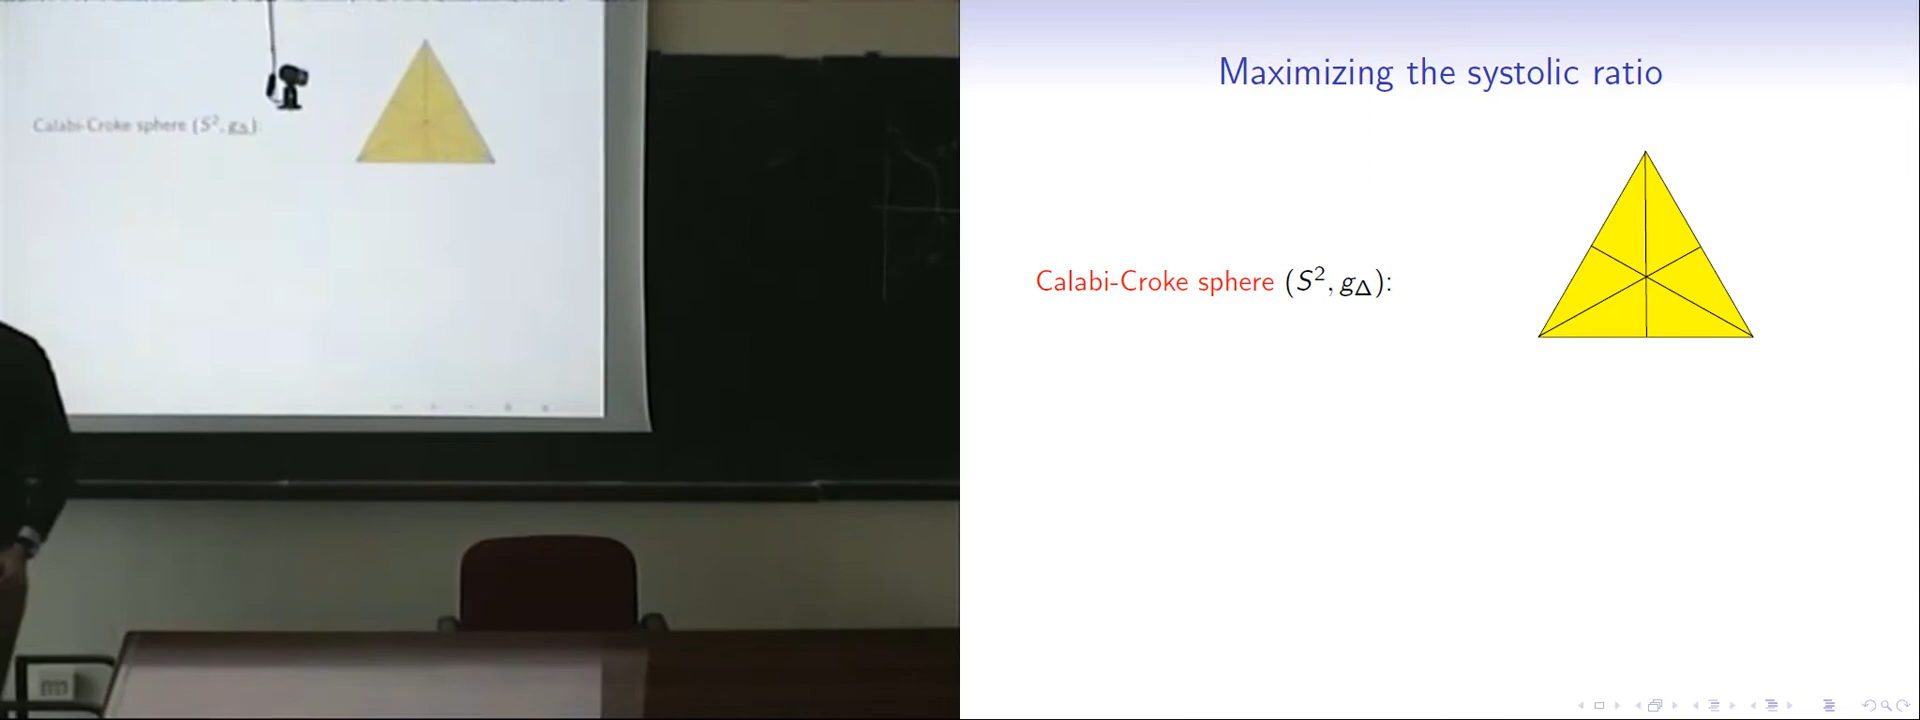 Calabi-Croke sphere (S², g_Δ):
Maximizing the systolic ratio
Calabi-Croke sphere (S², g_Δ):